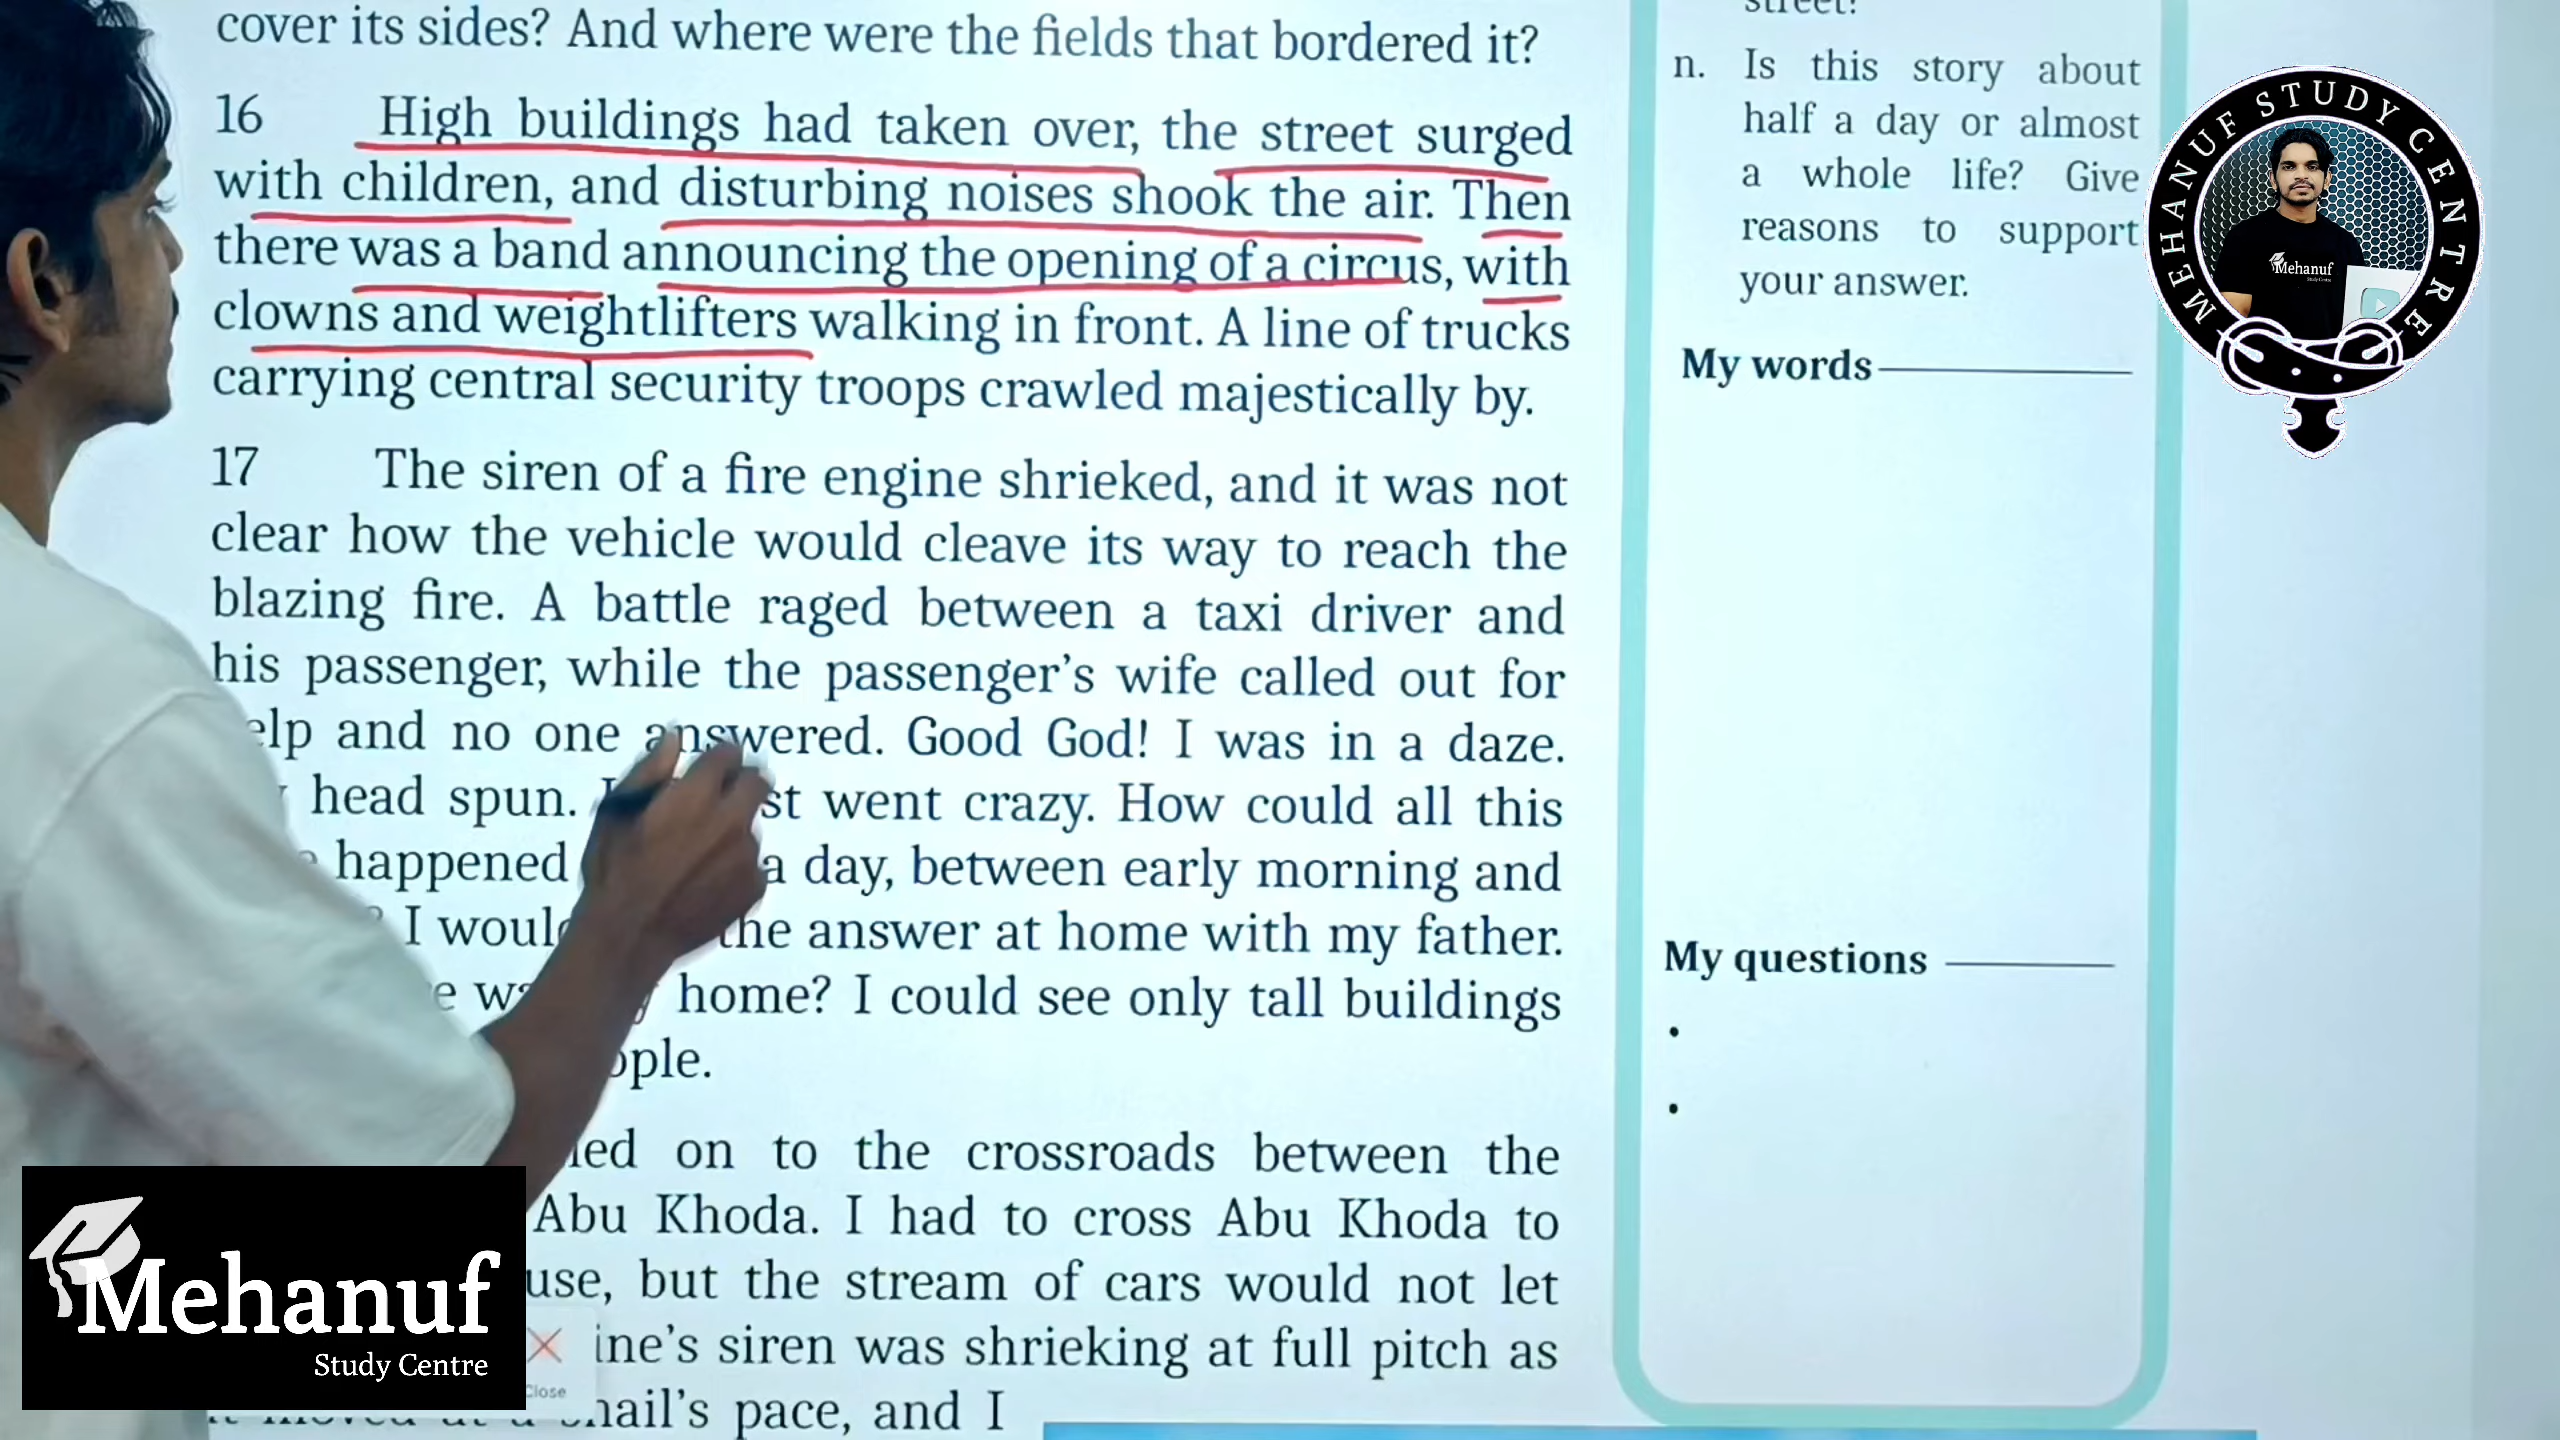 cover its sides? And where were the fields that bordered it?
16 High buildings had taken over, the street surged
with children, and disturbing noises shook the air. Then
there was a band announcing the opening of a circus, with
clowns and weightlifters walking in front. A line of trucks
carrying central security troops crawled majestically by.
17 The siren of a fire engine shrieked, and it was not
clear how the vehicle would cleave its way to reach the
blazing fire. A battle raged between a taxi driver and
his passenger, while the passenger's wife called out for
elp and no one answered. Good God! I was in a daze.
head spun. st went crazy. How could all this
happened a day, between early morning and
I would the answer at home with my father.
home? I could see only tall buildings
ople.
on to the crossroads between the
Abu Khoda. I had to cross Abu Khoda to
use, but the stream of cars would not let
ine's siren was shrieking at full pitch as
pace, and I
street?
n. Is this story about
half a day or almost
a whole life? Give
reasons to support
your answer.
My words
My questions
MEHANUF STUDY CENTRE
Mehanuf
Study Centre
Mehanuf
Study Centre
Close